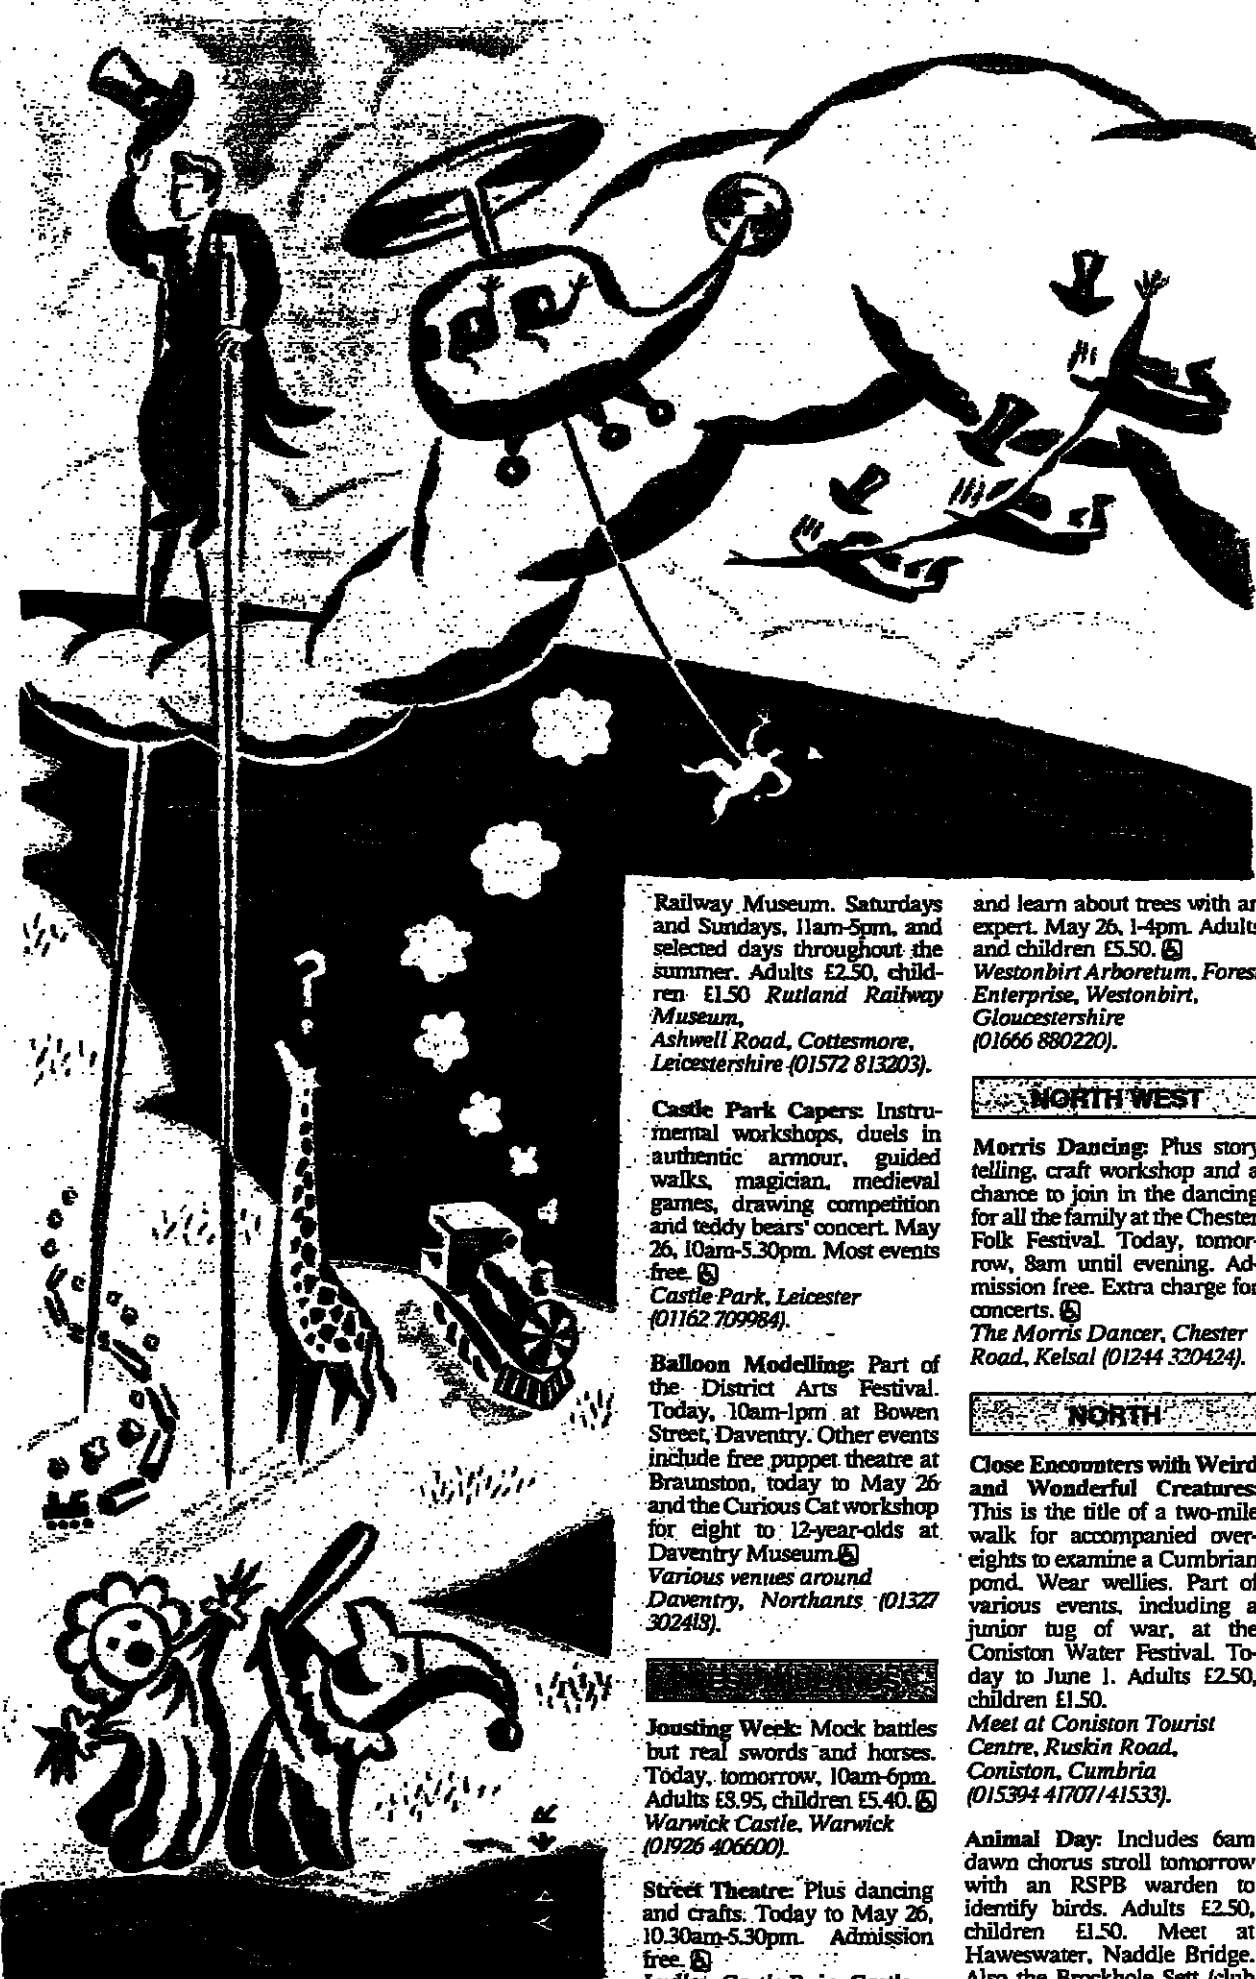 Railway Museum. Saturdays
and Sundays, 11am-5pm, and
selected days throughout the
summer. Adults £2.50, child-
ren £1.50 Rutland Railway
Museum,
Ashwell Road, Cottesmore,
Leicestershire (01572 813203).
Castle Park Capers: Instru-
mental workshops, duels in
authentic armour, guided
walks, magician, medieval
games, drawing competition
and teddy bears' concert. May
26, 10am-5.30pm. Most events
free.
Castle Park, Leicester
(01162 709984).
Balloon Modelling: Part of
the District Arts Festival.
Today, 10am-1pm at Bowen
Street, Daventry. Other events
include free puppet theatre at
Braunston, today to May 26
and the Curious Cat workshop
for eight to 12-year-olds at
Daventry Museum.
Various venues around
Daventry, Northants (01327
302413).
Jousting Week: Mock battles
but real swords and horses.
Today, tomorrow, 10am-6pm.
Adults £8.95, children £5.40.
Warwick Castle, Warwick
(01926 406600).
Street Theatre: Plus dancing
and crafts. Today to May 26,
10.30am-5.30pm. Admission
free.
and learn about trees with an
expert. May 26, 1-4pm. Adults
and children £5.50.
Westonbirt Arboretum, Forest
Enterprise, Westonbirt,
Gloucestershire
(01666 880220).
NORTH WEST
Morris Dancing: Plus story
telling, craft workshop and a
chance to join in the dancing
for all the family at the Chester
Folk Festival. Today, tomor-
row, 8am until evening. Ad-
mission free. Extra charge for
concerts.
The Morris Dancer, Chester
Road, Kelsal (01244 320424).
NORTH
Close Encounters with Weird
and Wonderful Creatures:
This is the title of a two-mile
walk for accompanied over-
eights to examine a Cumbrian
pond. Wear wellies. Part of
various events, including a
junior tug of war, at the
Coniston Water Festival. To-
day to June 1. Adults £2.50,
children £1.50.
Meet at Coniston Tourist
Centre, Ruskin Road,
Coniston, Cumbria
(015394 41707/41533).
Animal Day: Includes 6am
dawn chorus stroll tomorrow
with an RSPB warden to
identify birds. Adults £2.50,
children £1.50. Meet at
Haweswater, Naddle Bridge.
Also the Brockhole Sett (club